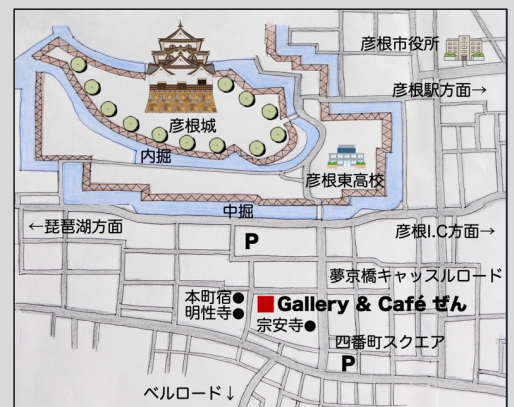 彦根市役所
彦根駅方面→
彦根城
内堀
彦根東高校
中堀
←琵琶湖方面
彦根I.C方面→
P
夢京橋キャッスルロード
本町宿●
明性寺●
■Gallery & Café ぜん
宗安寺●
四番町スクエア
P
ベルロード↓